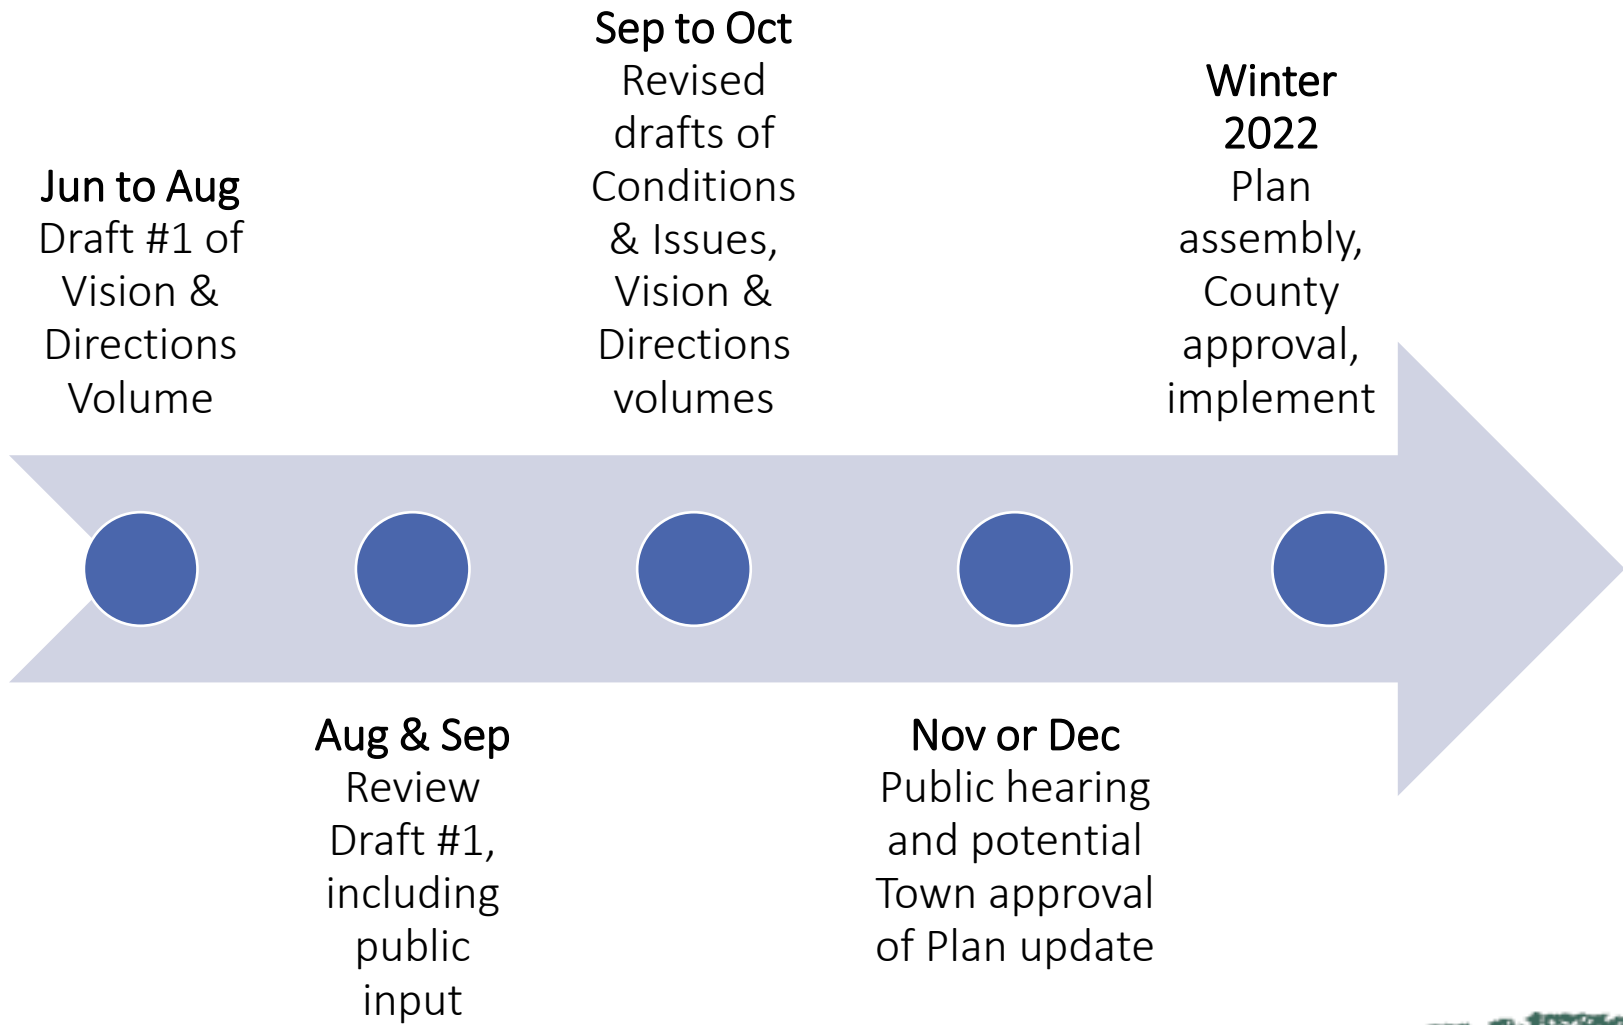 Jun to Aug
Draft #1 of
Vision &
Directions
Volume
Aug & Sep
Review
Draft #1,
including
public
input
Sep to Oct
Revised
drafts of
Conditions
& Issues,
Vision &
Directions
volumes
Nov or Dec
Public hearing
and potential
Town approval
of Plan update
Winter
2022
Plan
assembly,
County
approval,
implement